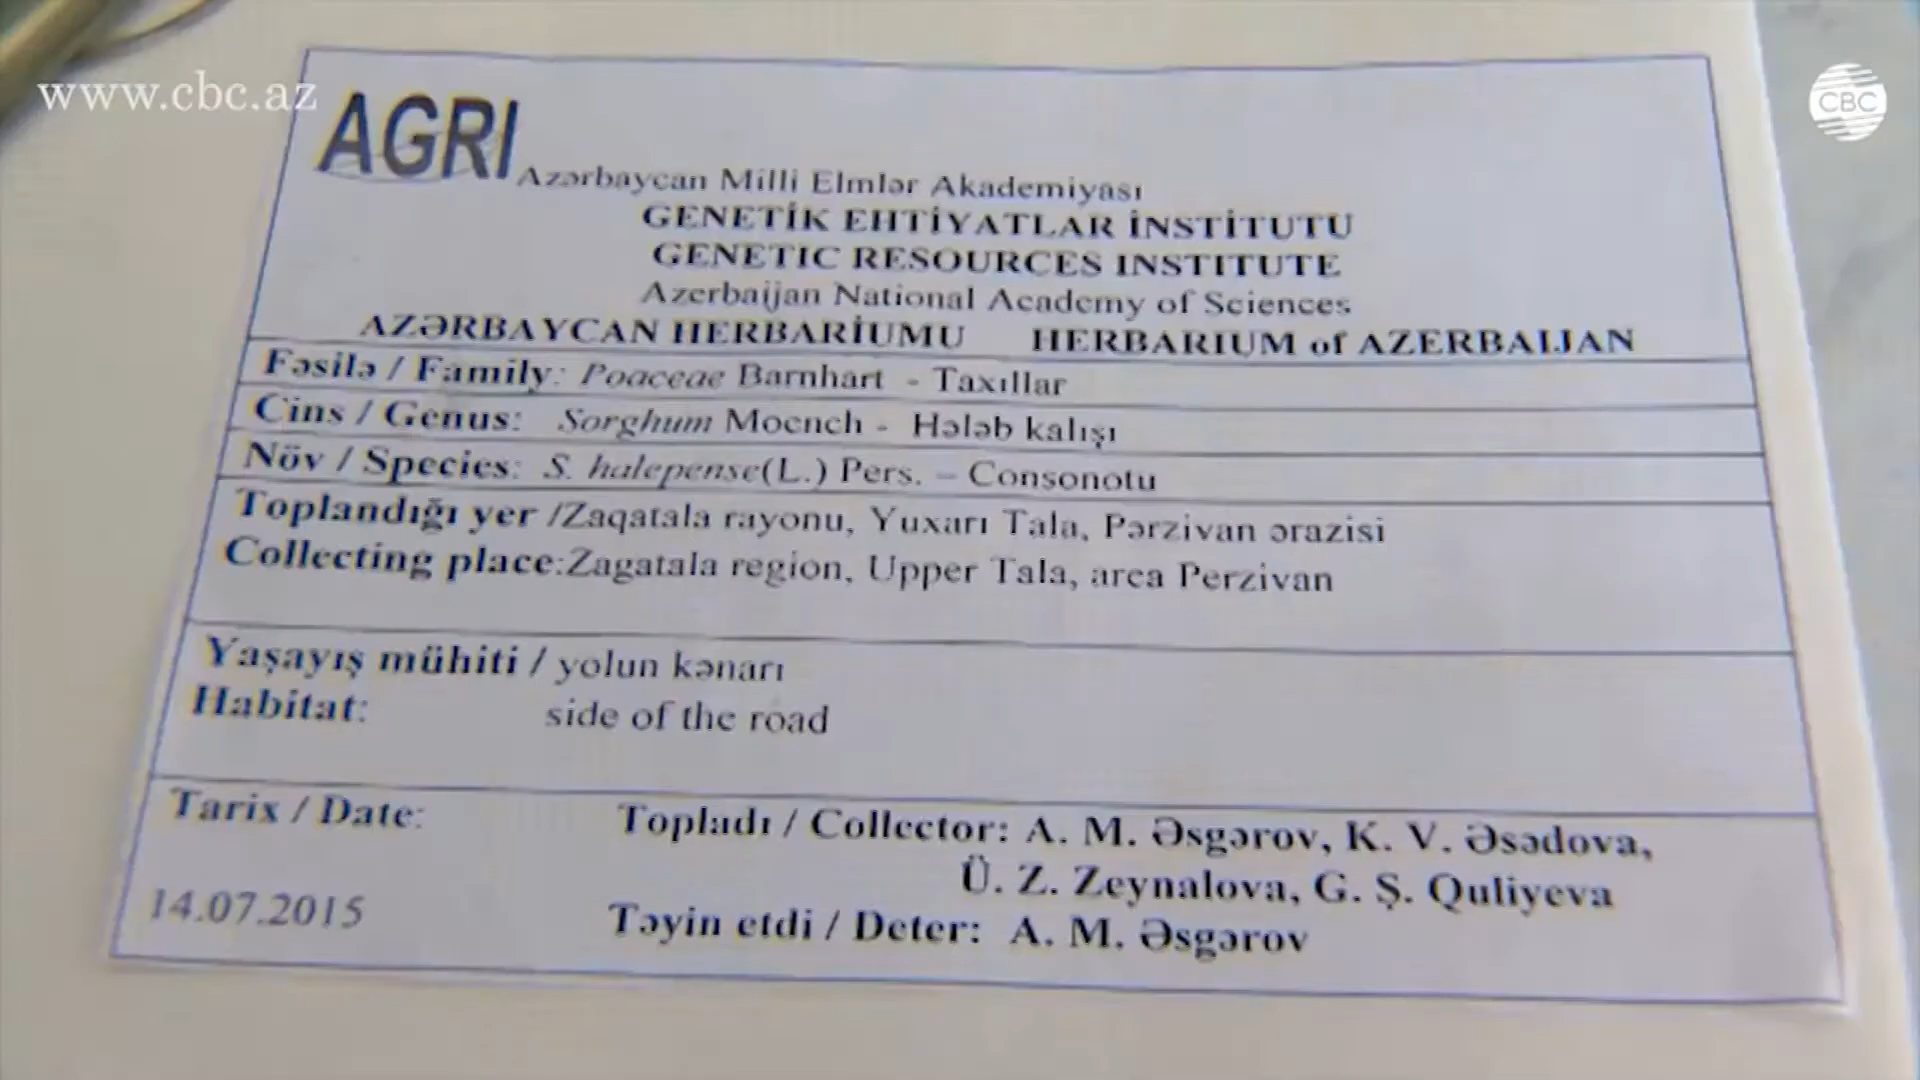 www.cbc.az
CBC
AGRI
Azərbaycan Milli Elmlər Akademiyası
GENETİK EHTİYATLAR İNSTİTUTU
GENETIC RESOURCES INSTITUTE
Azerbaijan National Academy of Sciences
AZƏRBAYCAN HERBARİUMU HERBARIUM of AZERBAIJAN
Fəsilə / Family: Poaceae Barnhart - Taxıllar
Cins / Genus: Sorghum Moench - Hələb kalışı
Növ / Species: S. halepense(L.) Pers. – Consonotu
Toplandığı yer /Zaqatala rayonu, Yuxarı Tala, Pərzivan ərazisi
Collecting place:Zagatala region, Upper Tala, area Perzivan
Yaşayış mühiti / yolun kənarı
Habitat: side of the road
Tarix / Date: Topladı / Collector: A. M. Əsgərov, K. V. Əsədova,
Ü. Z. Zeynalova, G. Ş. Quliyeva
14.07.2015 Təyin etdi / Deter: A. M. Əsgərov